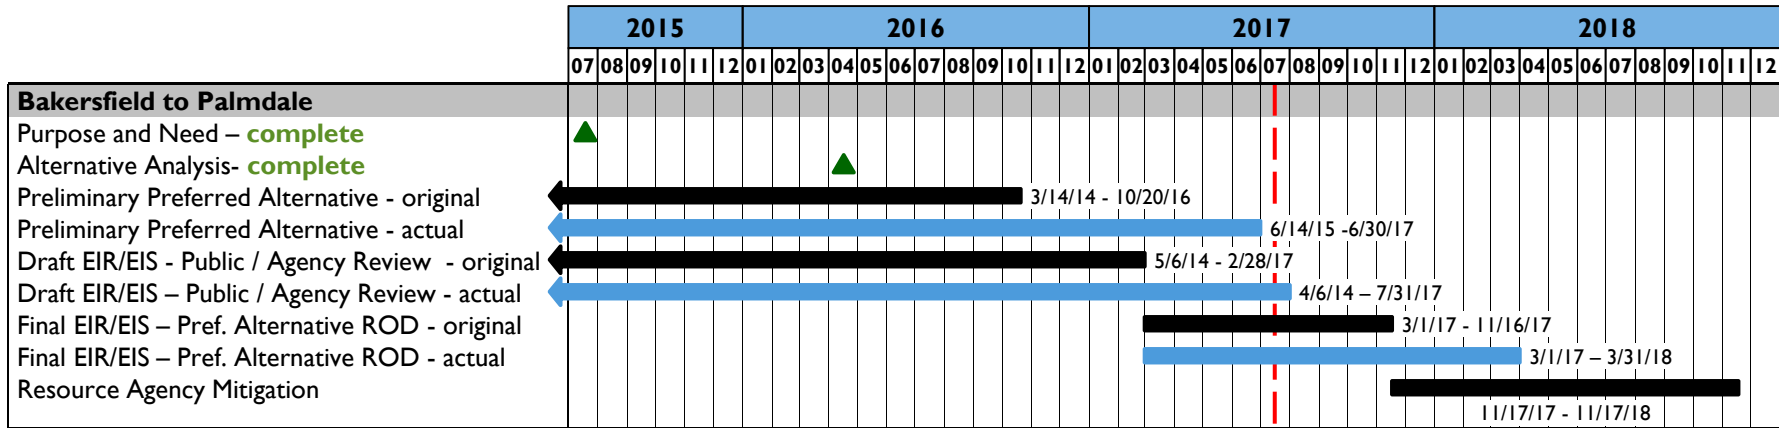 2015 2016 2017 2018
07 08 09 10 11 12 01 02 03 04 05 06 07 08 09 10 11 12 01 02 03 04 05 06 07 08 09 10 11 12 01 02 03 04 05 06 07 08 09 10 11 12
Bakersfield to Palmdale
Purpose and Need – complete
Alternative Analysis- complete
Preliminary Preferred Alternative - original 3/14/14 - 10/20/16
Preliminary Preferred Alternative - actual 6/14/15 -6/30/17
Draft EIR/EIS - Public / Agency Review - original 5/6/14 - 2/28/17
Draft EIR/EIS – Public / Agency Review - actual 4/6/14 – 7/31/17
Final EIR/EIS – Pref. Alternative ROD - original 3/1/17 - 11/16/17
Final EIR/EIS – Pref. Alternative ROD - actual 3/1/17 – 3/31/18
Resource Agency Mitigation
11/17/17 - 11/17/18